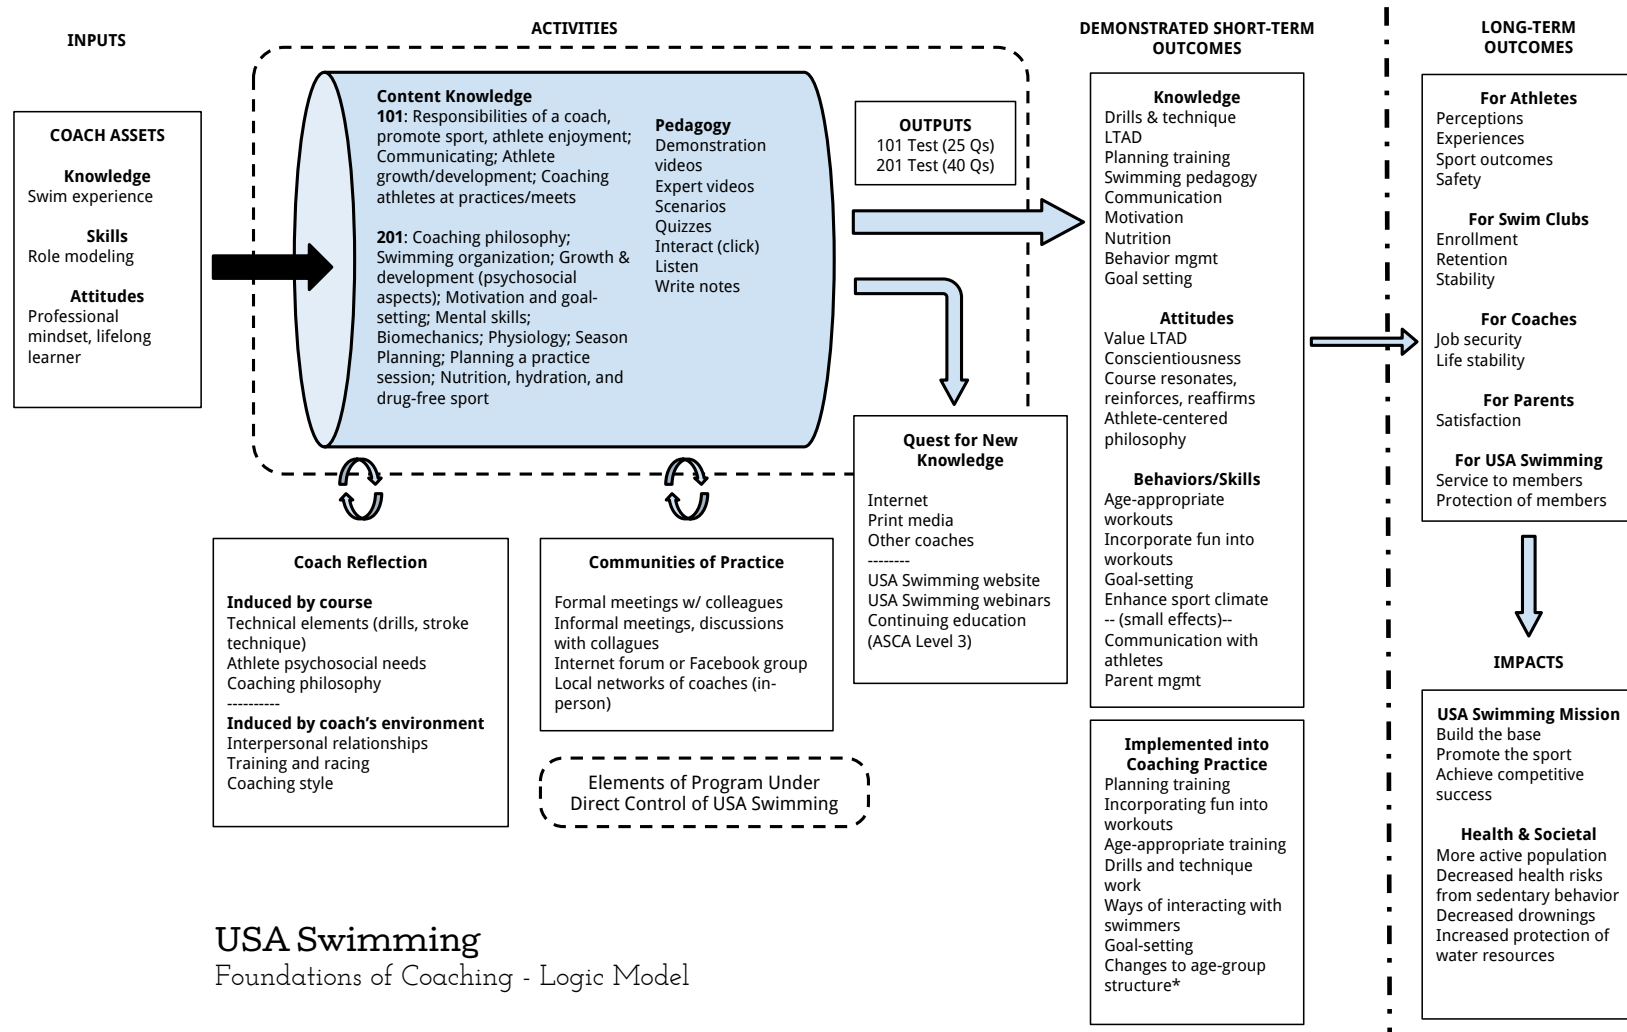 INPUTS
COACH ASSETS
Knowledge
Swim experience
Skills
Role modeling
Attitudes
Professional
mindset, lifelong
learner
ACTIVITIES
Content Knowledge
101: Responsibilities of a coach,
promote sport, athlete enjoyment;
Communicating; Athlete
growth/development; Coaching
athletes at practices/meets
201: Coaching philosophy;
Swimming organization; Growth &
development (psychosocial
aspects); Motivation and goal-
setting; Mental skills;
Biomechanics; Physiology; Season
Planning; Planning a practice
session; Nutrition, hydration, and
drug-free sport
Pedagogy
Demonstration
videos
Expert videos
Scenarios
Quizzes
Interact (click)
Listen
Write notes
OUTPUTS
101 Test (25 Qs)
201 Test (40 Qs)
Quest for New
Knowledge
Internet
Print media
Other coaches
--------
USA Swimming website
USA Swimming webinars
Continuing education
(ASCA Level 3)
Coach Reflection
Induced by course
Technical elements (drills, stroke
technique)
Athlete psychosocial needs
Coaching philosophy
----------
Induced by coach's environment
Interpersonal relationships
Training and racing
Coaching style
Communities of Practice
Formal meetings w/ colleagues
Informal meetings, discussions
with collagues
Internet forum or Facebook group
Local networks of coaches (in-
person)
Elements of Program Under
Direct Control of USA Swimming
DEMONSTRATED SHORT-TERM
OUTCOMES
Knowledge
Drills & technique
LTAD
Planning training
Swimming pedagogy
Communication
Motivation
Nutrition
Behavior mgmt
Goal setting
Attitudes
Value LTAD
Conscientiousness
Course resonates,
reinforces, reaffirms
Athlete-centered
philosophy
Behaviors/Skills
Age-appropriate
workouts
Incorporate fun into
workouts
Goal-setting
Enhance sport climate
-- (small effects)--
Communication with
athletes
Parent mgmt
Implemented into
Coaching Practice
Planning training
Incorporating fun into
workouts
Age-appropriate training
Drills and technique
work
Ways of interacting with
swimmers
Goal-setting
Changes to age-group
structure*
LONG-TERM
OUTCOMES
For Athletes
Perceptions
Experiences
Sport outcomes
Safety
For Swim Clubs
Enrollment
Retention
Stability
For Coaches
Job security
Life stability
For Parents
Satisfaction
For USA Swimming
Service to members
Protection of members
IMPACTS
USA Swimming Mission
Build the base
Promote the sport
Achieve competitive
success
Health & Societal
More active population
Decreased health risks
from sedentary behavior
Decreased drownings
Increased protection of
water resources
USA Swimming
Foundations of Coaching - Logic Model